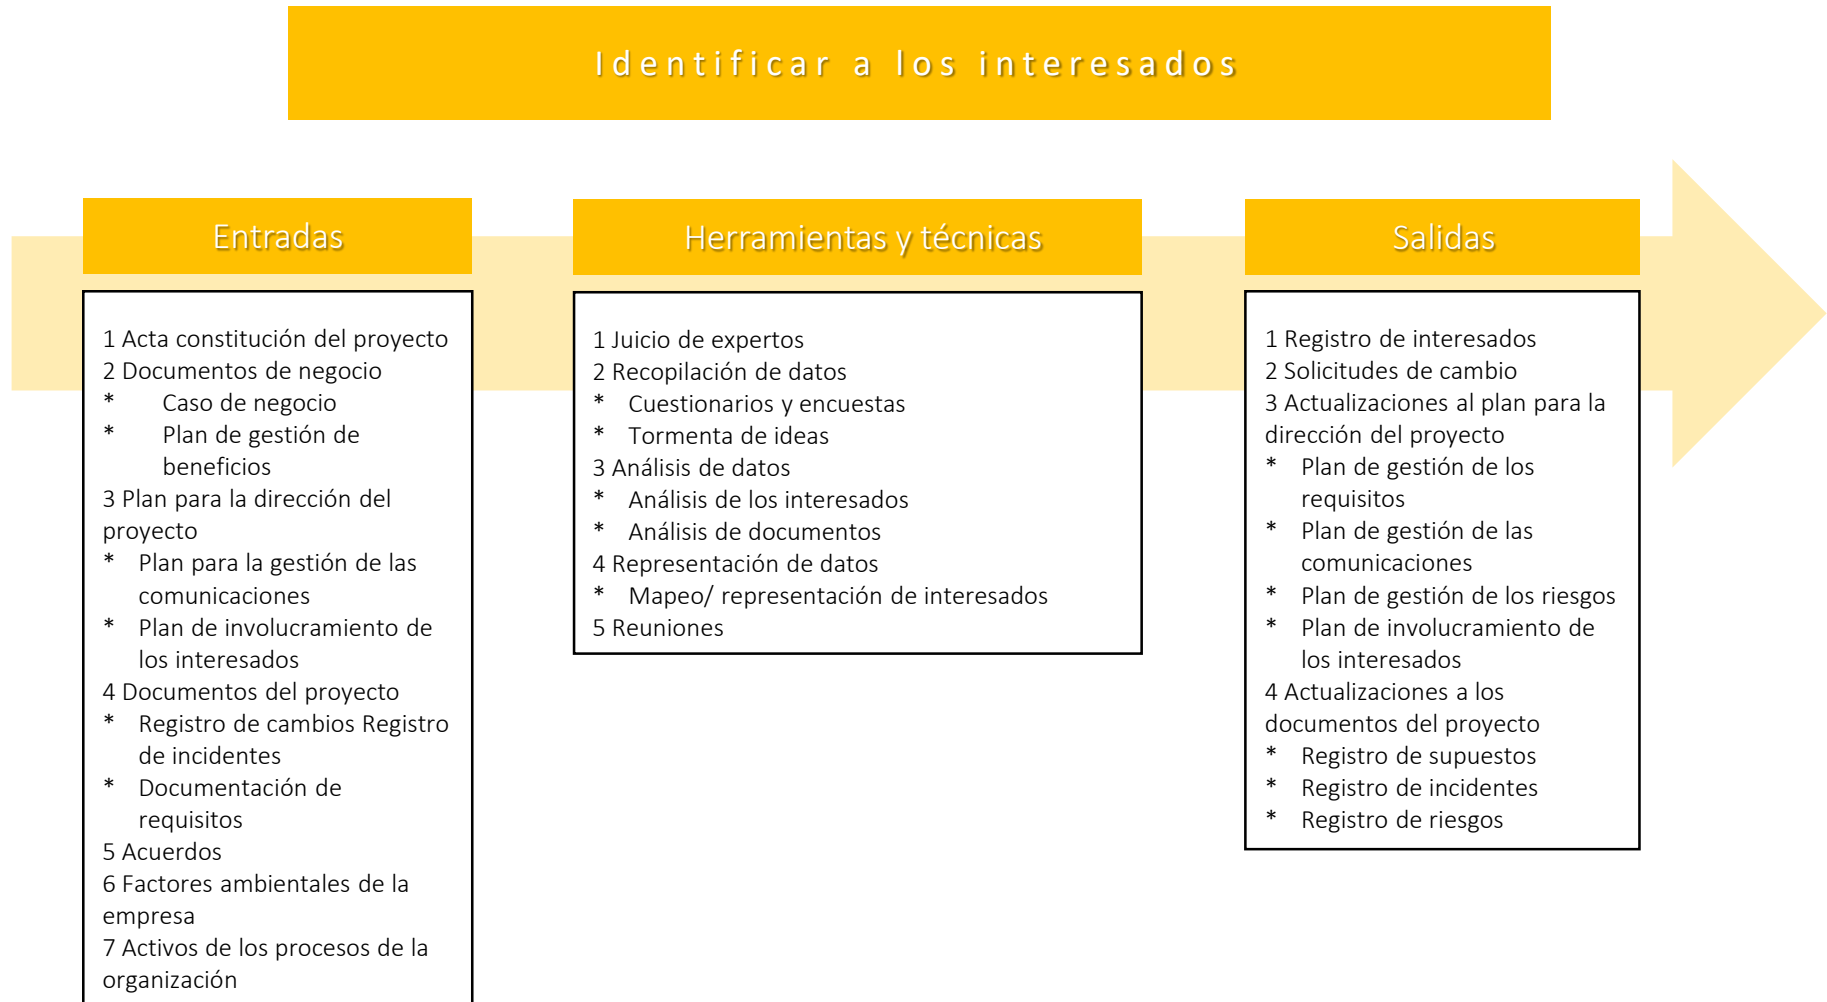 Identificar a los interesados
Entradas
1 Acta constitución del proyecto
2 Documentos de negocio
* Caso de negocio
* Plan de gestión de
beneficios
3 Plan para la dirección del
proyecto
* Plan para la gestión de las
comunicaciones
* Plan de involucramiento de
los interesados
4 Documentos del proyecto
* Registro de cambios Registro
de incidentes
* Documentación de
requisitos
5 Acuerdos
6 Factores ambientales de la
empresa
7 Activos de los procesos de la
organización
Herramientas y técnicas
1 Juicio de expertos
2 Recopilación de datos
* Cuestionarios y encuestas
* Tormenta de ideas
3 Análisis de datos
* Análisis de los interesados
* Análisis de documentos
4 Representación de datos
* Mapeo/ representación de interesados
5 Reuniones
Salidas
1 Registro de interesados
2 Solicitudes de cambio
3 Actualizaciones al plan para la
dirección del proyecto
* Plan de gestión de los
requisitos
* Plan de gestión de las
comunicaciones
* Plan de gestión de los riesgos
* Plan de involucramiento de
los interesados
4 Actualizaciones a los
documentos del proyecto
* Registro de supuestos
* Registro de incidentes
* Registro de riesgos